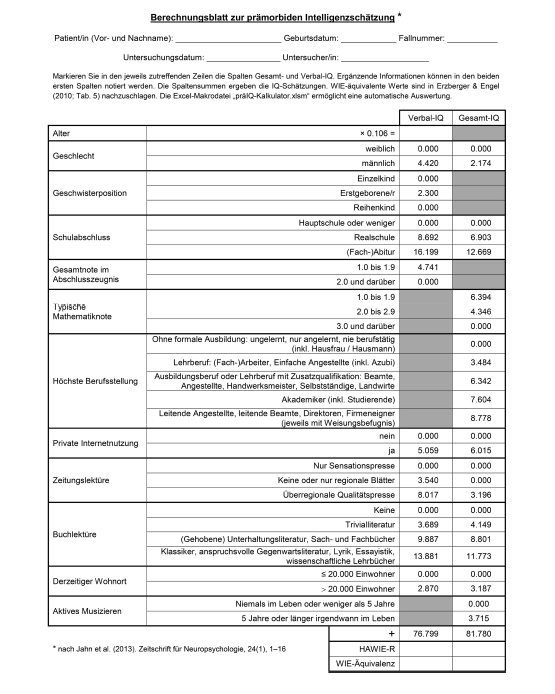 Berechnungsblatt zur prämorbiden Intelligenzschätzung *
Patient/in (Vor- und Nachname): Geburtsdatum: Fallnummer:
Untersuchungsdatum: Untersucher/in:
Markieren Sie in den jeweils zutreffenden Zeilen die Spalten Gesamt- und Verbal-IQ. Ergänzende Informationen können in den beiden
ersten Spalten notiert werden. Die Spaltensummen ergeben die IQ-Schätzungen. WIE-äquivalente Werte sind in Erzberger & Engel
(2010; Tab. 5) nachzuschlagen. Die Excel-Makrodatei „präIQ-Kalkulator.xlsm" ermöglicht eine automatische Auswertung.
Verbal-IQ Gesamt-IQ
Alter × 0.106 =
Geschlecht
weiblich 0.000 0.000
männlich 4.420 2.174
Geschwisterposition
Einzelkind 0.000
Erstgeborene/r 2.300
Reihenkind 0.000
Schulabschluss
Hauptschule oder weniger 0.000 0.000
Realschule 8.692 6.903
(Fach-)Abitur 16.199 12.669
Gesamtnote im
Abschlusszeugnis
1.0 bis 1.9 4.741
2.0 und darüber 0.000
Typische
Mathematiknote
1.0 bis 1.9 6.394
2.0 bis 2.9 4.346
3.0 und darüber 0.000
Höchste Berufsstellung
Ohne formale Ausbildung: ungelernt, nur angelernt, nie berufstätig
(inkl. Hausfrau / Hausmann) 0.000
Lehrberuf: (Fach-)Arbeiter, Einfache Angestellte (inkl. Azubi) 3.484
Ausbildungsberuf oder Lehrberuf mit Zusatzqualifikation: Beamte,
Angestellte, Handwerksmeister, Selbstständige, Landwirte 6.342
Akademiker (inkl. Studierende) 7.604
Leitende Angestellte, leitende Beamte, Direktoren, Firmeneigner
(jeweils mit Weisungsbefugnis) 8.778
Private Internetnutzung
nein 0.000 0.000
ja 5.059 6.015
Zeitungslektüre
Nur Sensationspresse 0.000 0.000
Keine oder nur regionale Blätter 3.540 0.000
Überregionale Qualitätspresse 8.017 3.196
Buchlektüre
Keine 0.000 0.000
Trivialliteratur 3.689 4.149
(Gehobene) Unterhaltungsliteratur, Sach- und Fachbücher 9.887 8.801
Klassiker, anspruchsvolle Gegenwartsliteratur, Lyrik, Essayistik,
wissenschaftliche Lehrbücher 13.881 11.773
Derzeitiger Wohnort
≤ 20.000 Einwohner 0.000 0.000
> 20.000 Einwohner 2.870 3.187
Aktives Musizieren
Niemals im Leben oder weniger als 5 Jahre 0.000
5 Jahre oder länger irgendwann im Leben 3.715
+ 76.799 81.780
* nach Jahn et al. (2013). Zeitschrift für Neuropsychologie, 24(1), 1–16
HAWIE-R
WIE-Äquivalenz